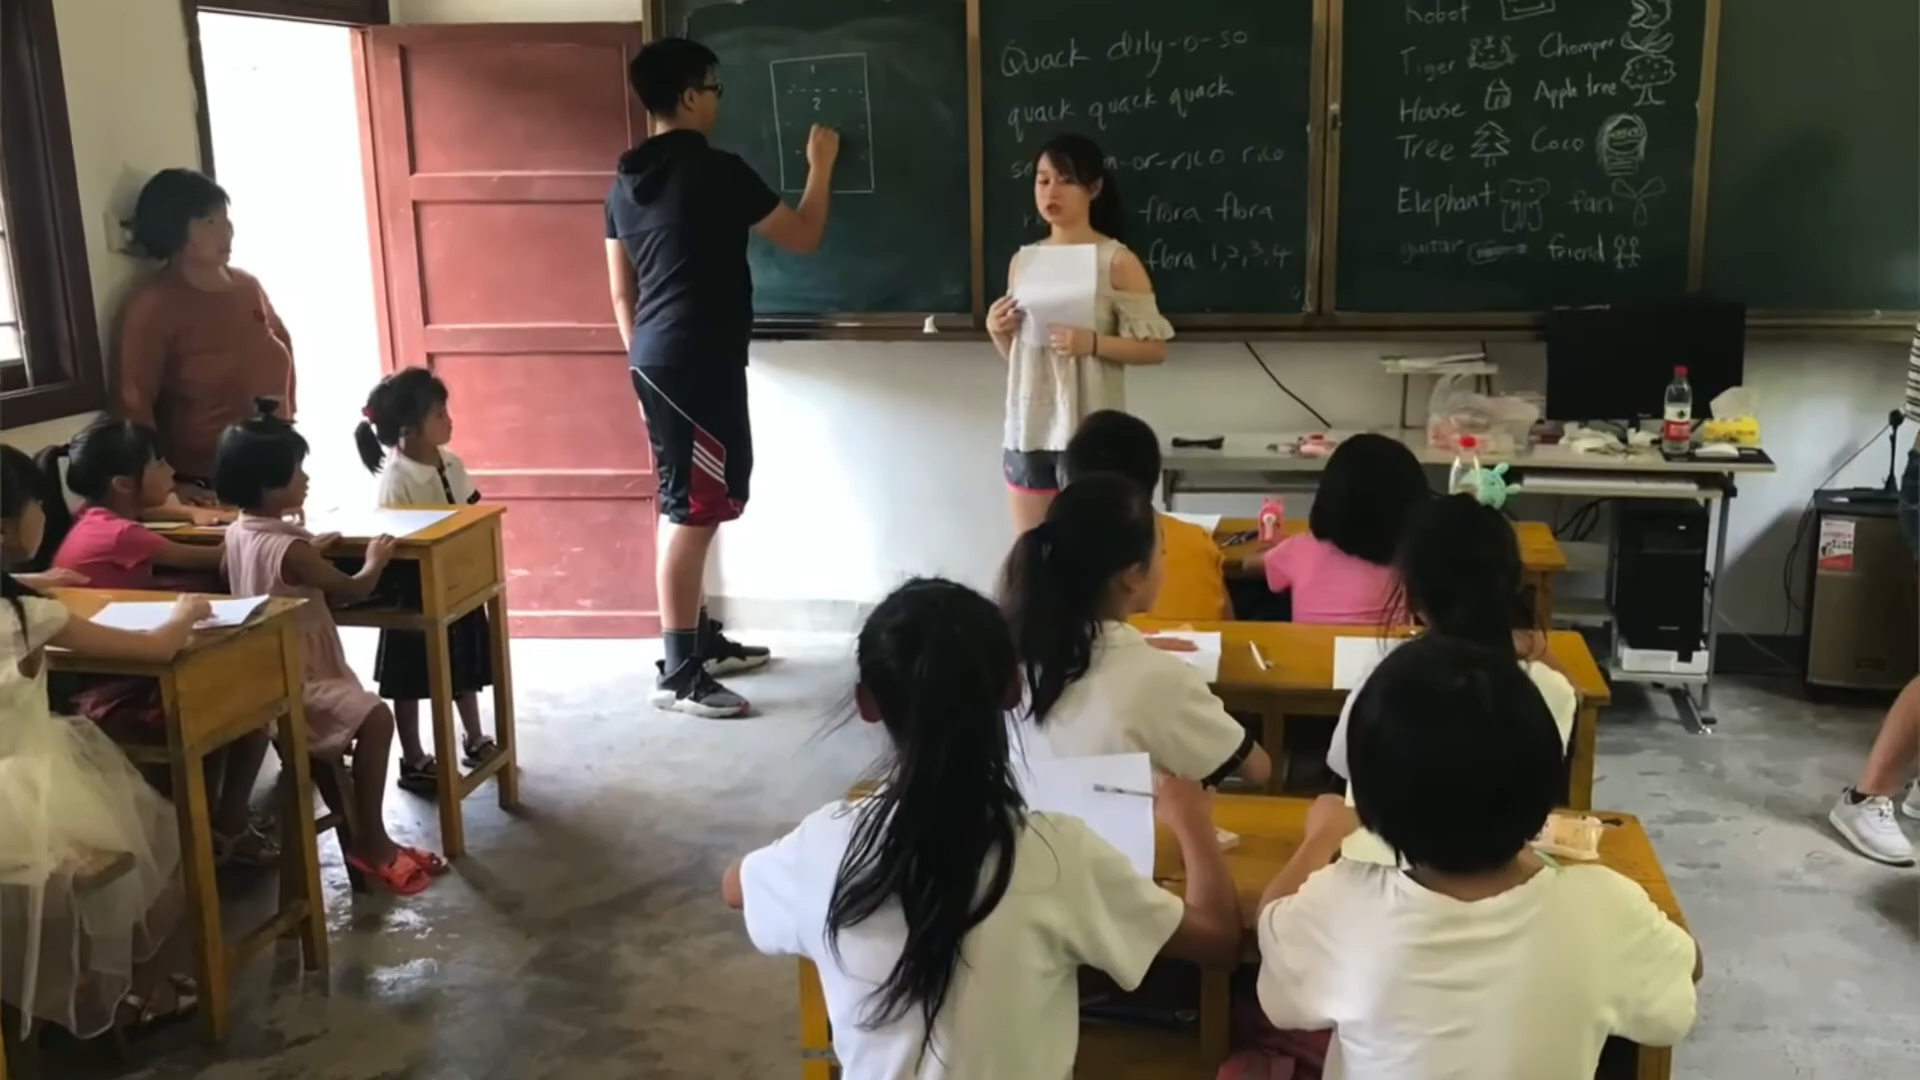 1
2
Quack dily-o-so
quack quack quack
flora flora
flora 1,2,3,4
Robot
Tiger Chomper
House Apple tree
Tree Coco
Elephant fan
guitar friend